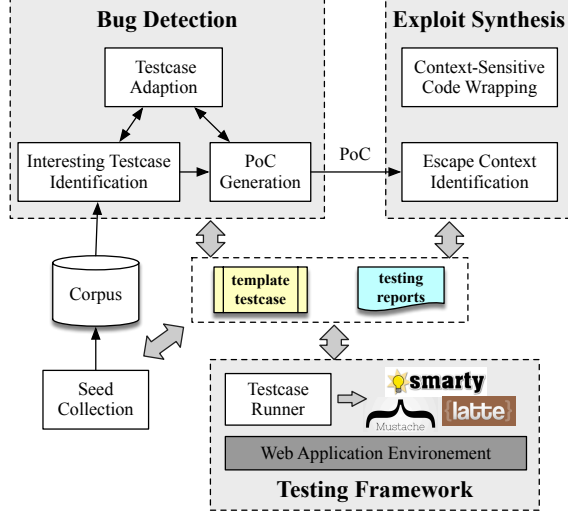 Bug Detection
Exploit Synthesis
Testcase
Adaption
Context-Sensitive
Code Wrapping
Interesting Testcase
Identification
PoC
Generation
PoC
Escape Context
Identification
Corpus
template
testcase
testing
reports
Seed
Collection
Testcase
Runner
smarty
Mustache
{latte}
Web Application Environement
Testing Framework